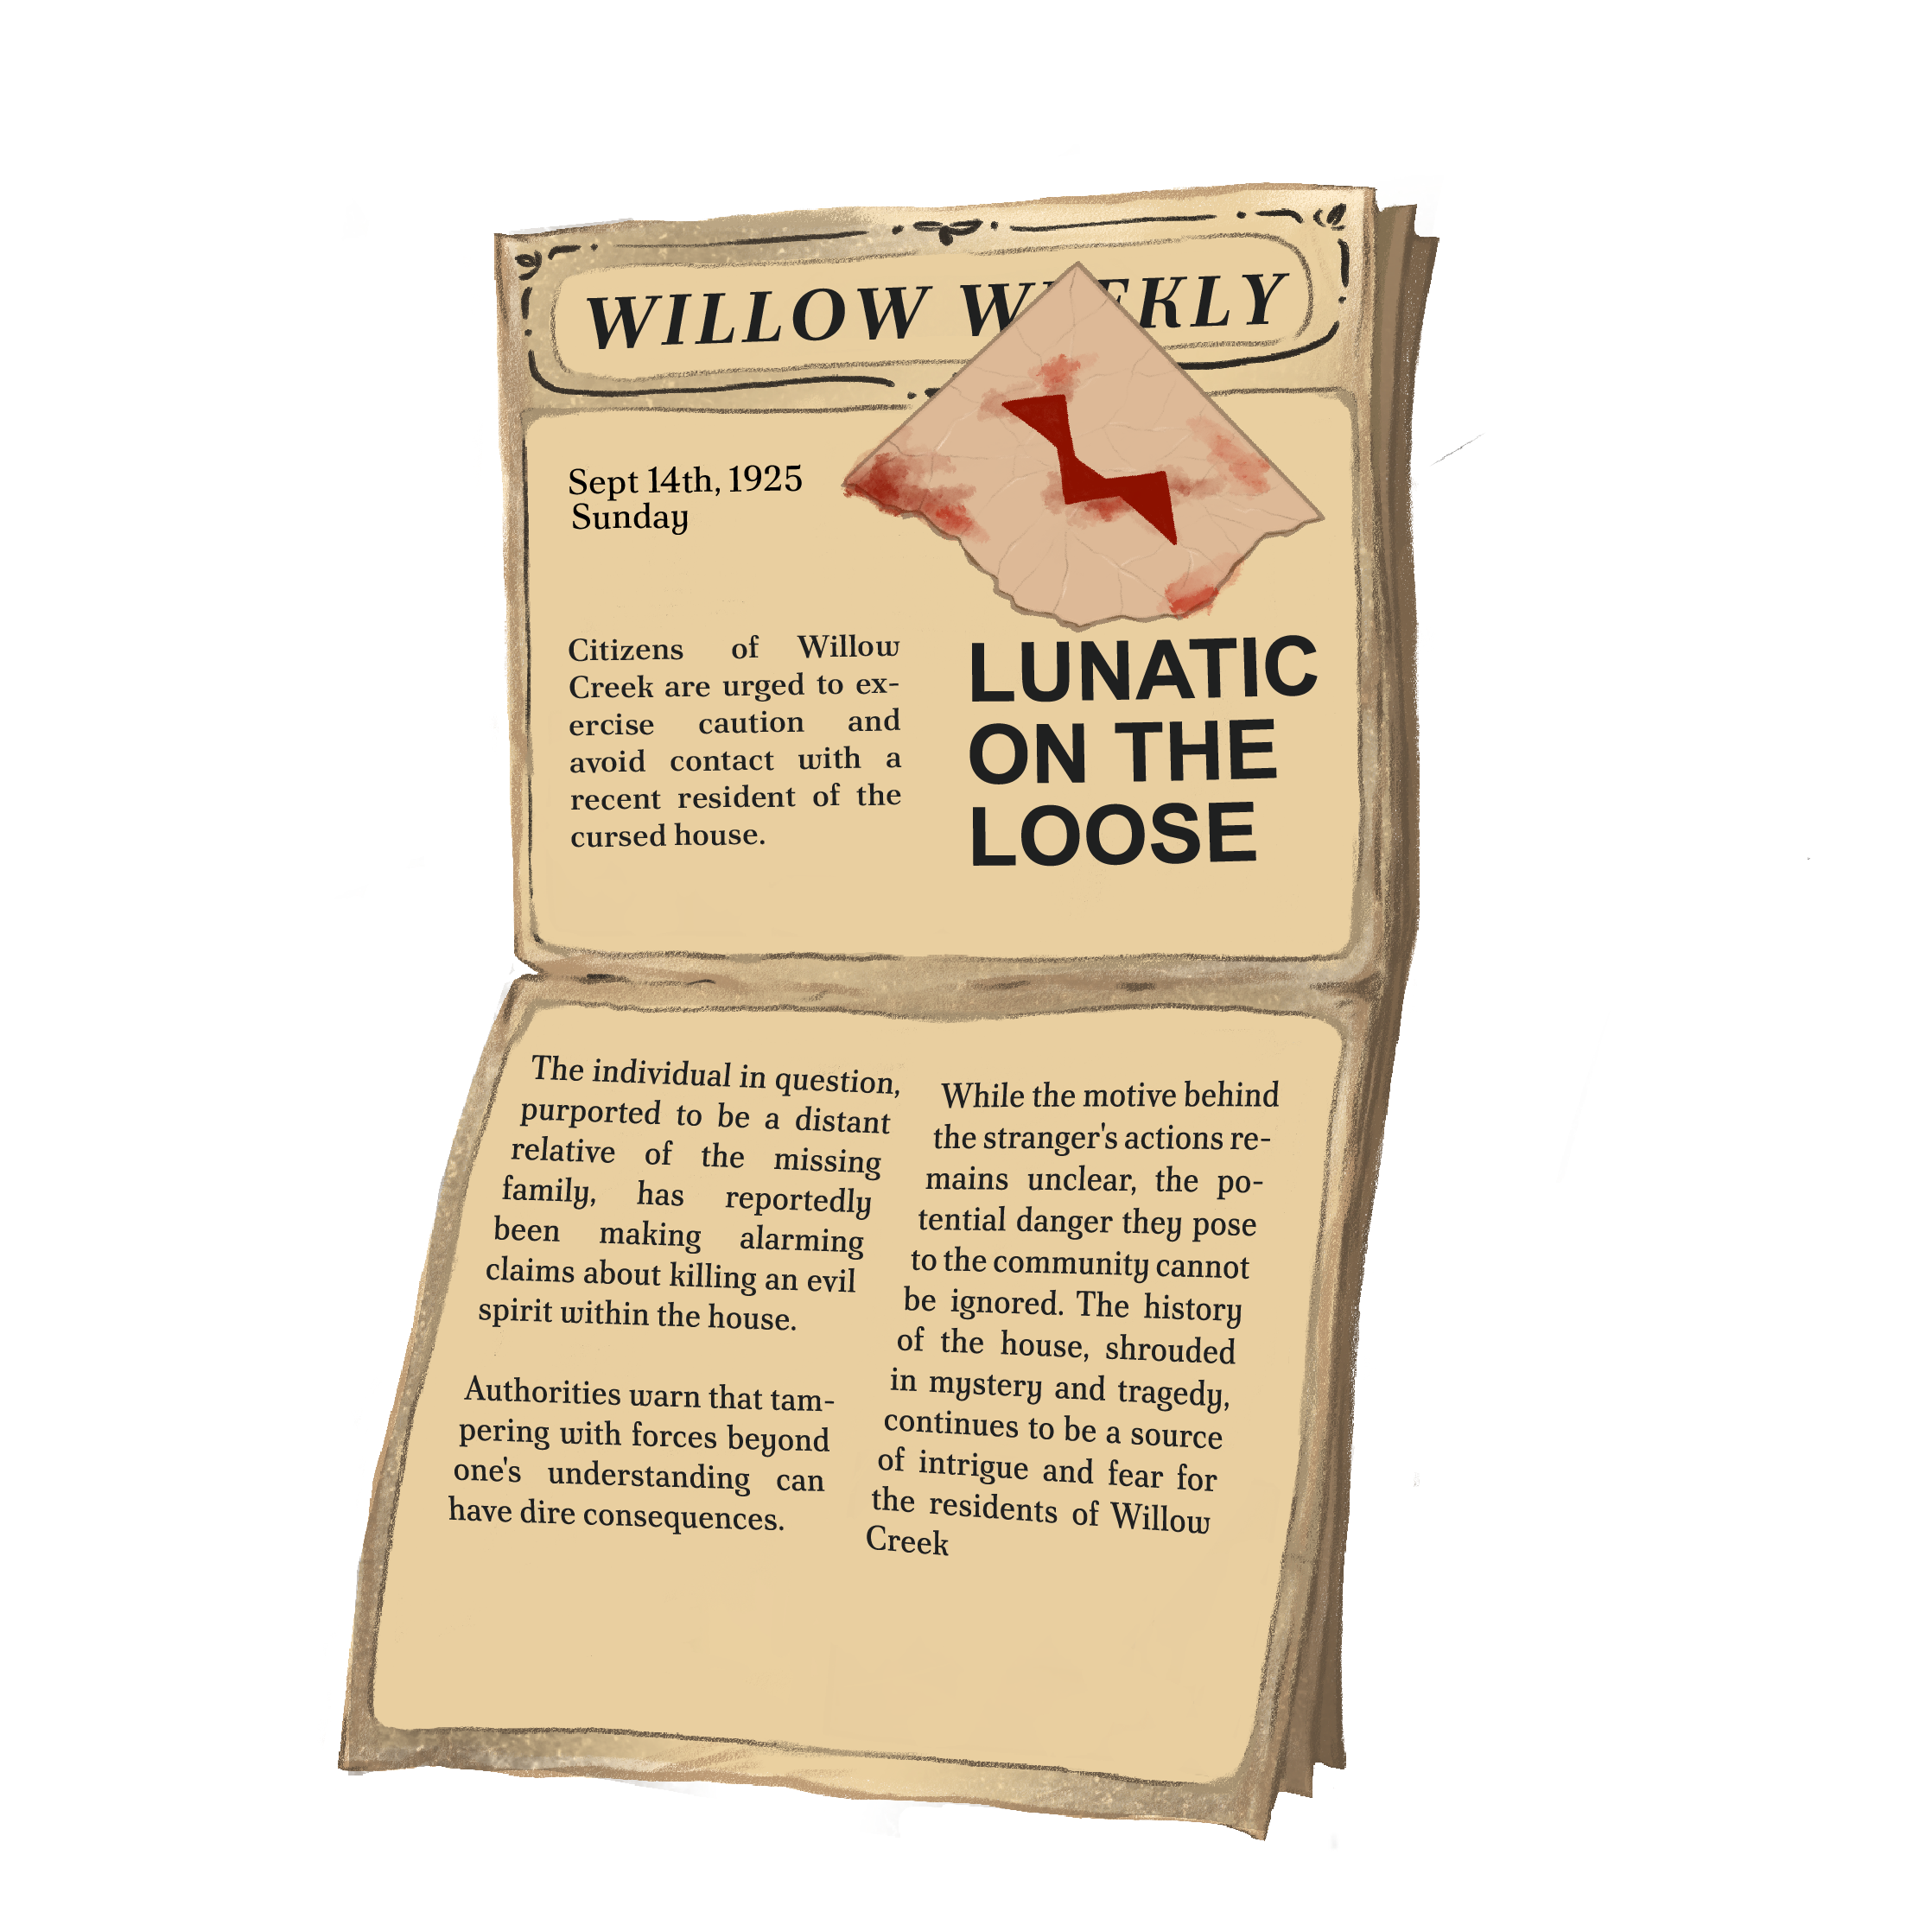 WILLOW W EKLY
Sept 14th, 1925
Sunday
Citizens of Willow
Creek are urged to ex-
ercise caution and
avoid contact with a
recent resident of the
cursed house.
LUNATIC
ON THE
LOOSE
The individual in question,
purported to be a distant
relative of the missing
family, has reportedly
been making alarming
claims about killing an evil
spirit within the house.
Authorities warn that tam-
pering with forces beyond
one's understanding can
have dire consequences.
While the motive behind
the stranger's actions re-
mains unclear, the po-
tential danger they pose
to the community cannot
be ignored. The history
of the house, shrouded
in mystery and tragedy,
continues to be a source
of intrigue and fear for
the residents of Willow
Creek